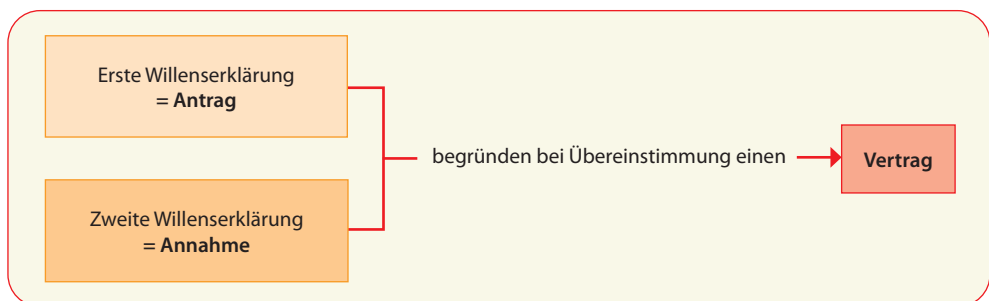 Erste Willenserklärung
= Antrag
begründen bei Übereinstimmung einen
Vertrag
Zweite Willenserklärung
= Annahme